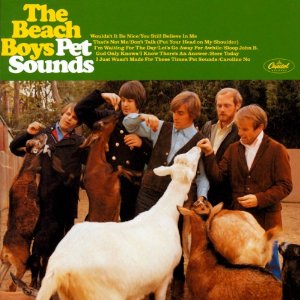 The
Beach
Boys Pet
Sounds
Wouldn't It Be Nice/You Still Believe In Me
That's Not Me/Don't Talk (Put Your Head on My Shoulder)
I'm Waiting For The Day/Let's Go Away For Awhile/Sloop John B.
God Only Knows/I Know There's An Answer/Here Today
I Just Wasn't Made For These Times/Pet Sounds/Caroline No
Capitol